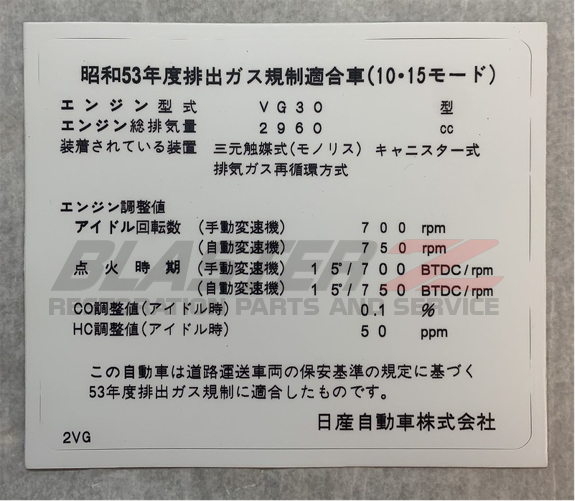 昭和53年度排出ガス規制適合車(10・15モード)
エンジン型式 VG30 型
エンジン総排気量 2960 cc
装着されている装置 三元触媒式(モノリス) キャニスター式
排気ガス再循環方式
エンジン調整値
アイドル回転数 (手動変速機) 700 rpm
(自動変速機) 750 rpm
BLASTERZ
点火時期 (手動変速機) 15°/700 BTDC/rpm
(自動変速機) 15°/750 BTDC/rpm
RESTORATION PARTS AND SERVICE
CO調整値(アイドル時) 0.1 %
HC調整値(アイドル時) 50 ppm
この自動車は道路運送車両の保安基準の規定に基づく
53年度排出ガス規制に適合したものです。
日産自動車株式会社
2VG